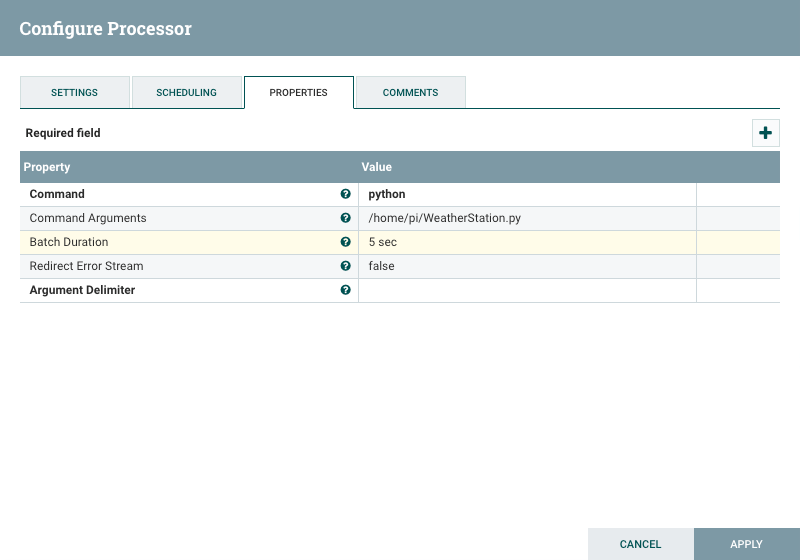 Configure Processor
SETTINGS SCHEDULING PROPERTIES COMMENTS
Required field
Property Value
Command python
Command Arguments /home/pi/WeatherStation.py
Batch Duration 5 sec
Redirect Error Stream false
Argument Delimiter
CANCEL APPLY